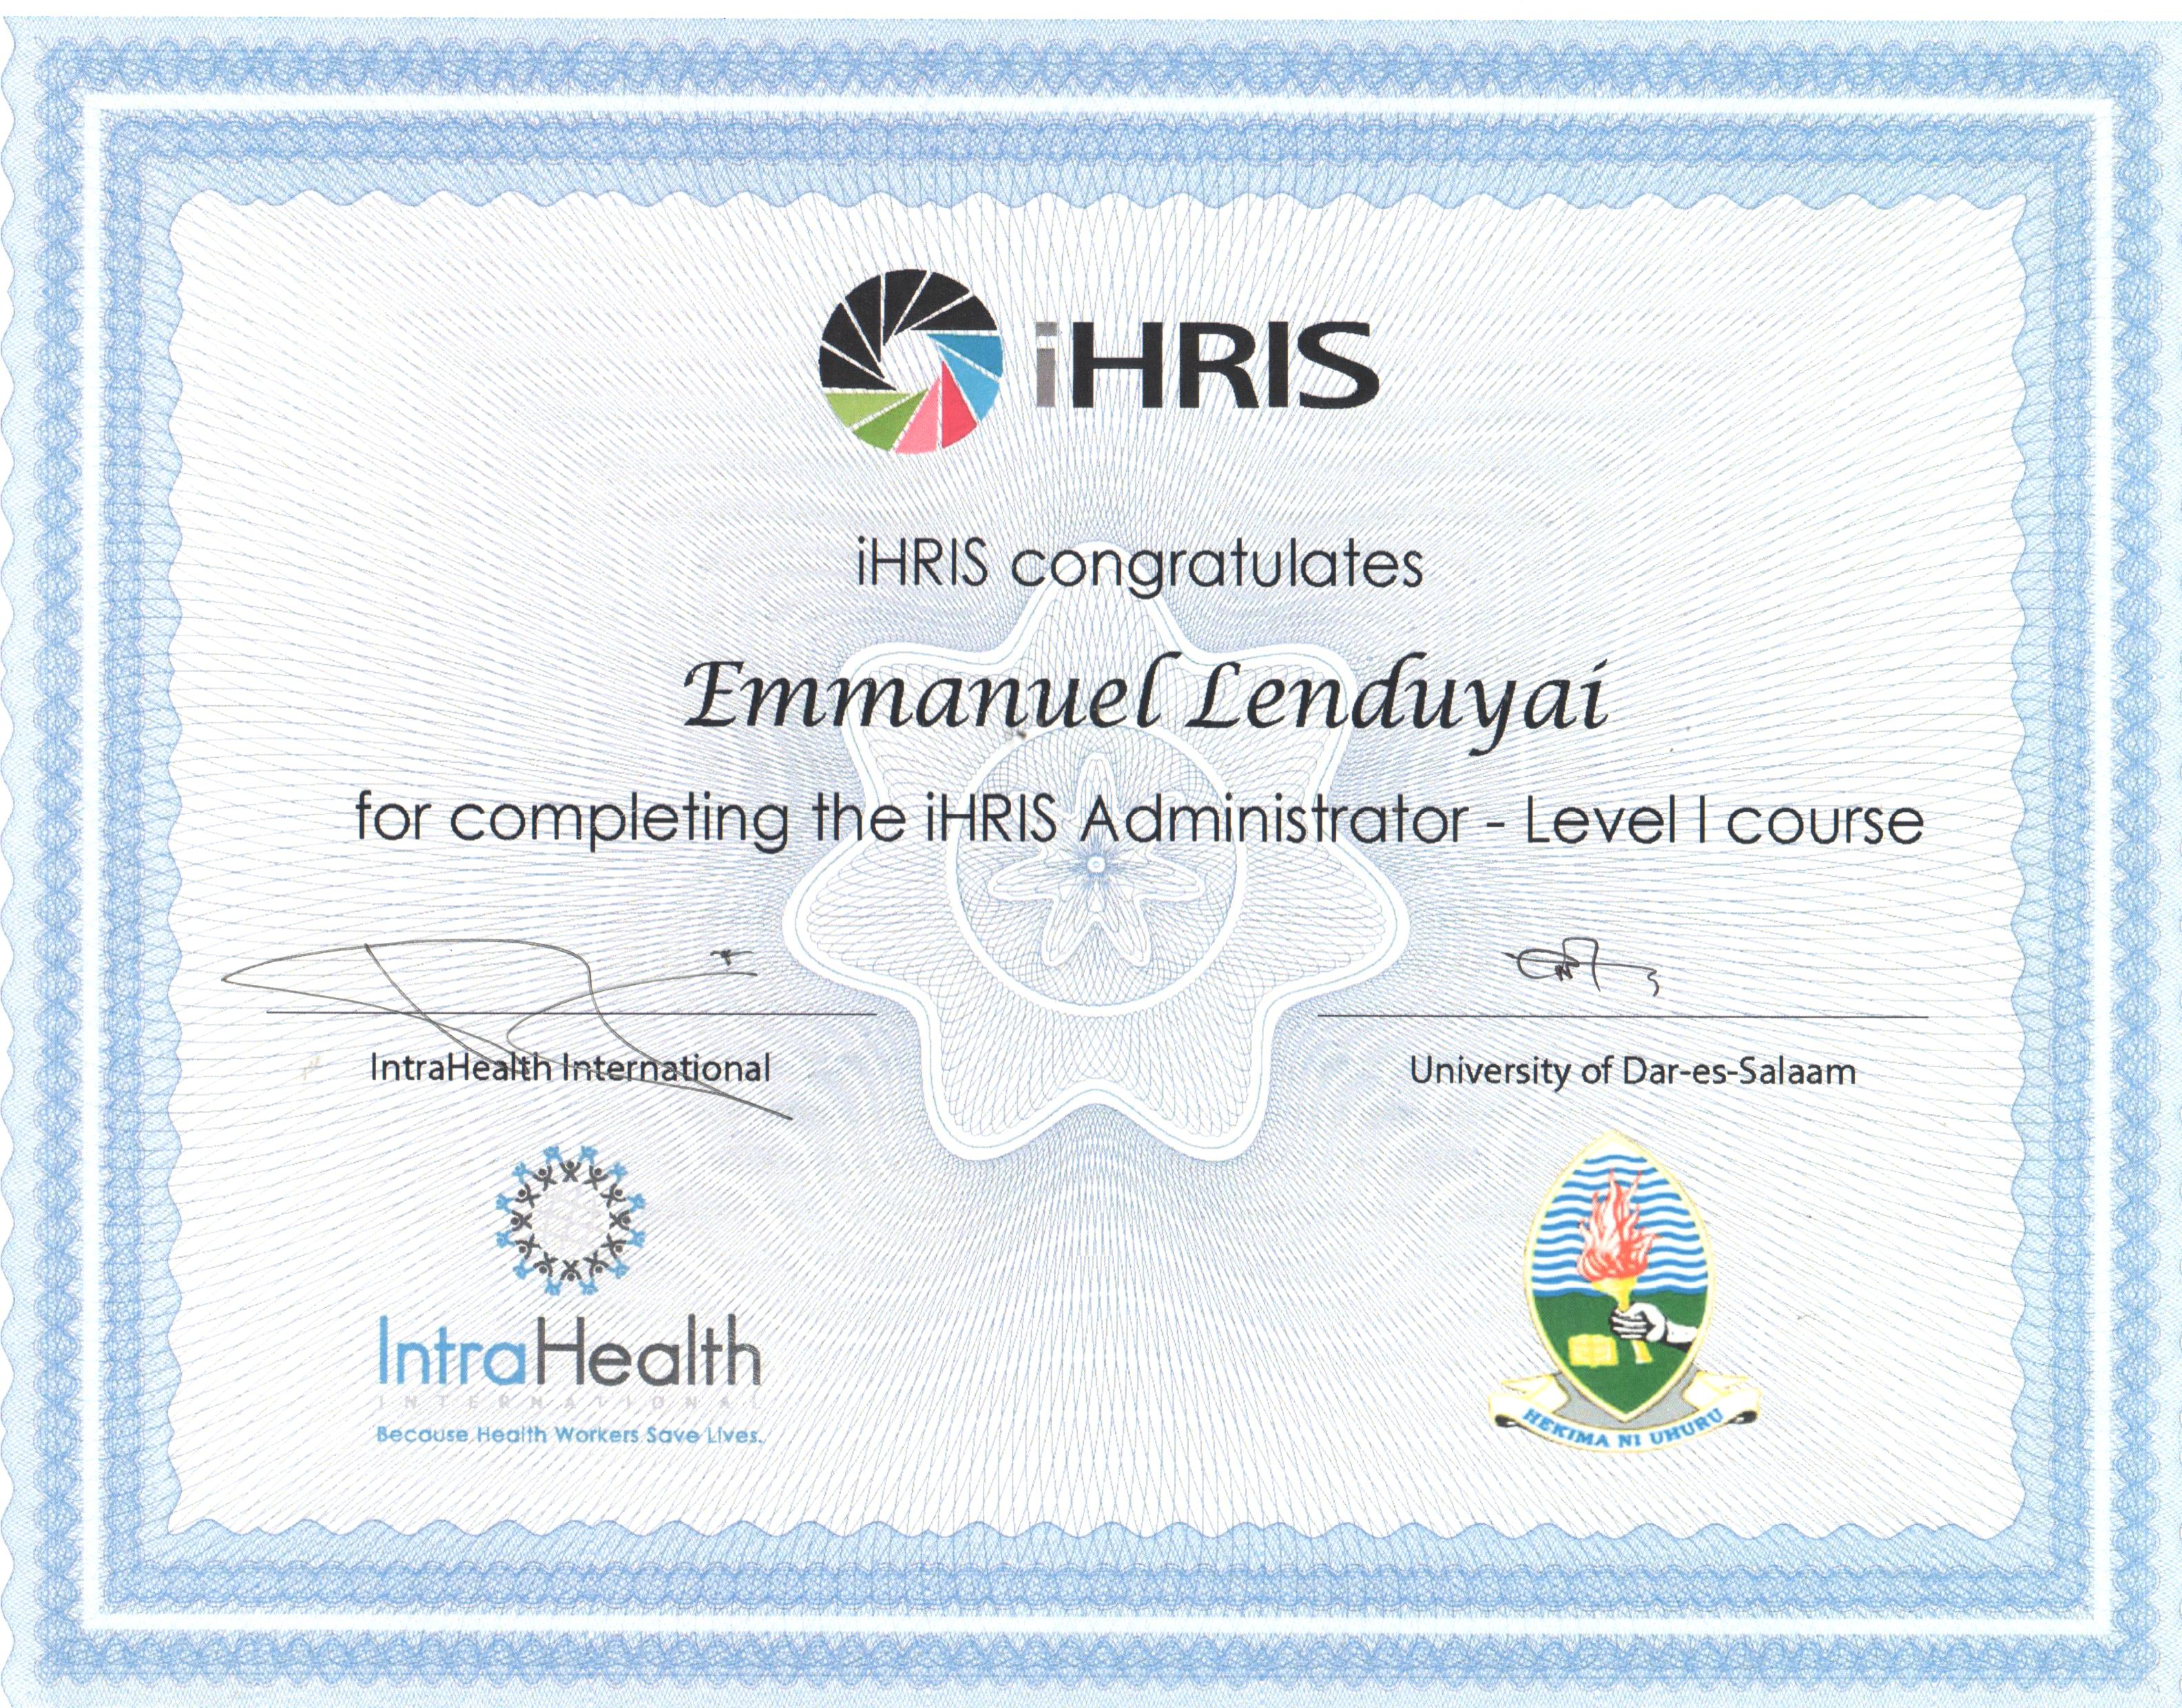 iHRIS
iHRIS congratulates
Emmanuel Lenduyai
for completing the iHRIS Administrator - Level I course
IntraHealth International
University of Dar-es-Salaam
IntraHealth
INTERNATIONAL
Because Health Workers Save Lives.
HEKIMA NI UHURU